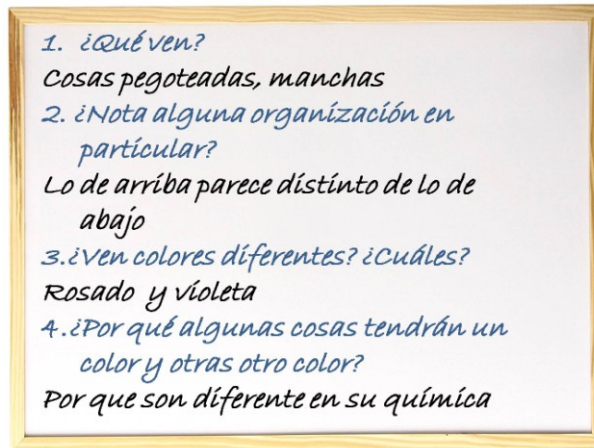 1. ¿Qué ven?
Cosas pegoteadas, manchas
2. ¿Nota alguna organización en
particular?
Lo de arriba parece distinto de lo de
abajo
3.¿Ven colores diferentes? ¿Cuáles?
Rosado y violeta
4.¿Por qué algunas cosas tendrán un
color y otras otro color?
Por que son diferente en su química